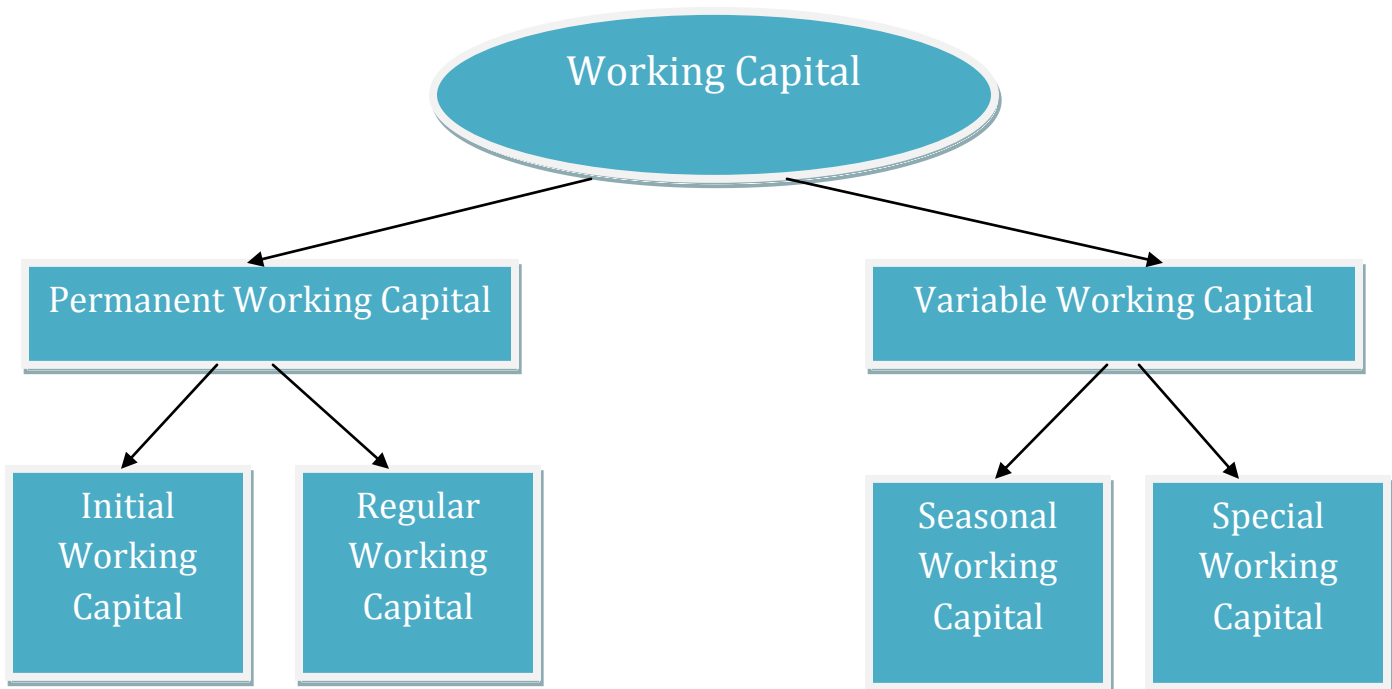 Working Capital
Permanent Working Capital
Variable Working Capital
Initial
Working
Capital
Regular
Working
Capital
Seasonal
Working
Capital
Special
Working
Capital